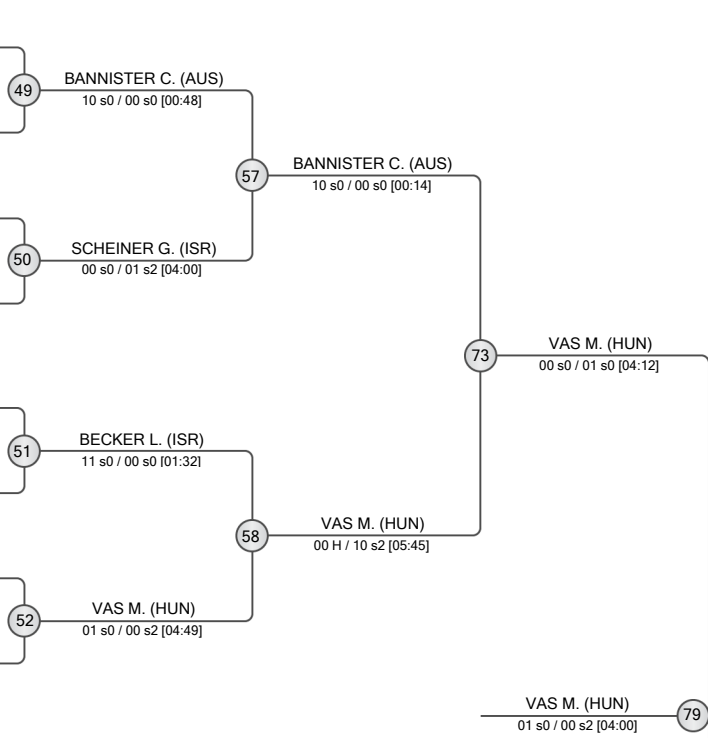 49
BANNISTER C. (AUS)
10 s0 / 00 s0 [00:48]
57
BANNISTER C. (AUS)
10 s0 / 00 s0 [00:14]
50
SCHEINER G. (ISR)
00 s0 / 01 s2 [04:00]
73
VAS M. (HUN)
00 s0 / 01 s0 [04:12]
51
BECKER L. (ISR)
11 s0 / 00 s0 [01:32]
58
VAS M. (HUN)
00 H / 10 s2 [05:45]
52
VAS M. (HUN)
01 s0 / 00 s2 [04:49]
VAS M. (HUN)
01 s0 / 00 s2 [04:00]
79